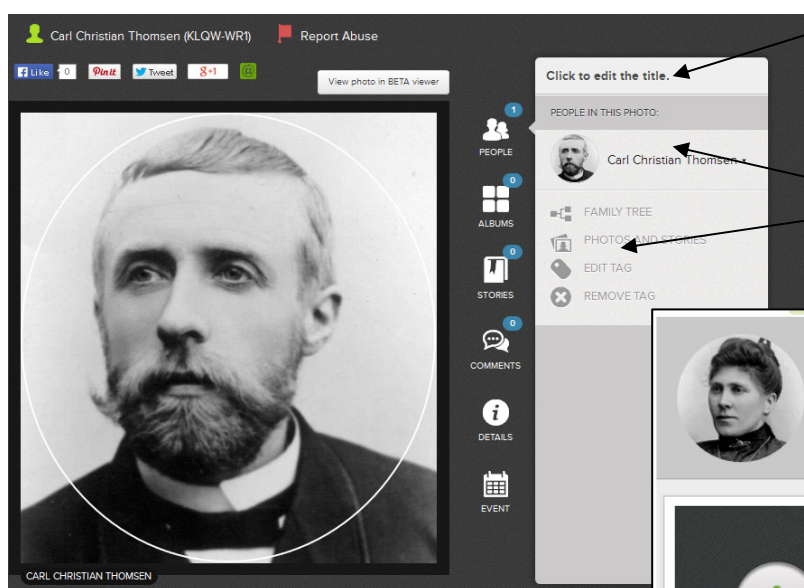 Carl Christian Thomsen (KLQW-WR1)
Report Abuse
Like 0
Pin it
Tweet
g+1
@
View photo in BETA viewer
CARL CHRISTIAN THOMSEN
1
PEOPLE
0
ALBUMS
0
STORIES
0
COMMENTS
i
DETAILS
EVENT
Click to edit the title.
PEOPLE IN THIS PHOTO:
Carl Christian Thomsen
FAMILY TREE
PHOTOS AND STORIES
EDIT TAG
REMOVE TAG